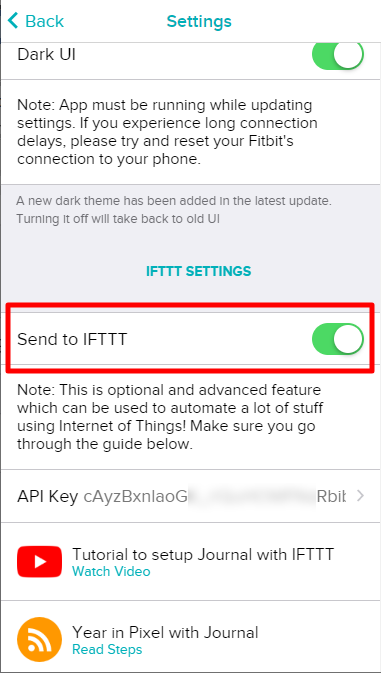 Back
Settings
Dark UI
Note: App must be running while updating
settings. If you experience long connection
delays, please try and reset your Fitbit's
connection to your phone.
A new dark theme has been added in the latest update.
Turning it off will take back to old UI
IFTTT SETTINGS
Send to IFTTT
Note: This is optional and advanced feature
which can be used to automate a lot of stuff
using Internet of Things! Make sure you go
through the guide below.
API Key
Tutorial to setup Journal with IFTTT
Watch Video
Year in Pixel with Journal
Read Steps